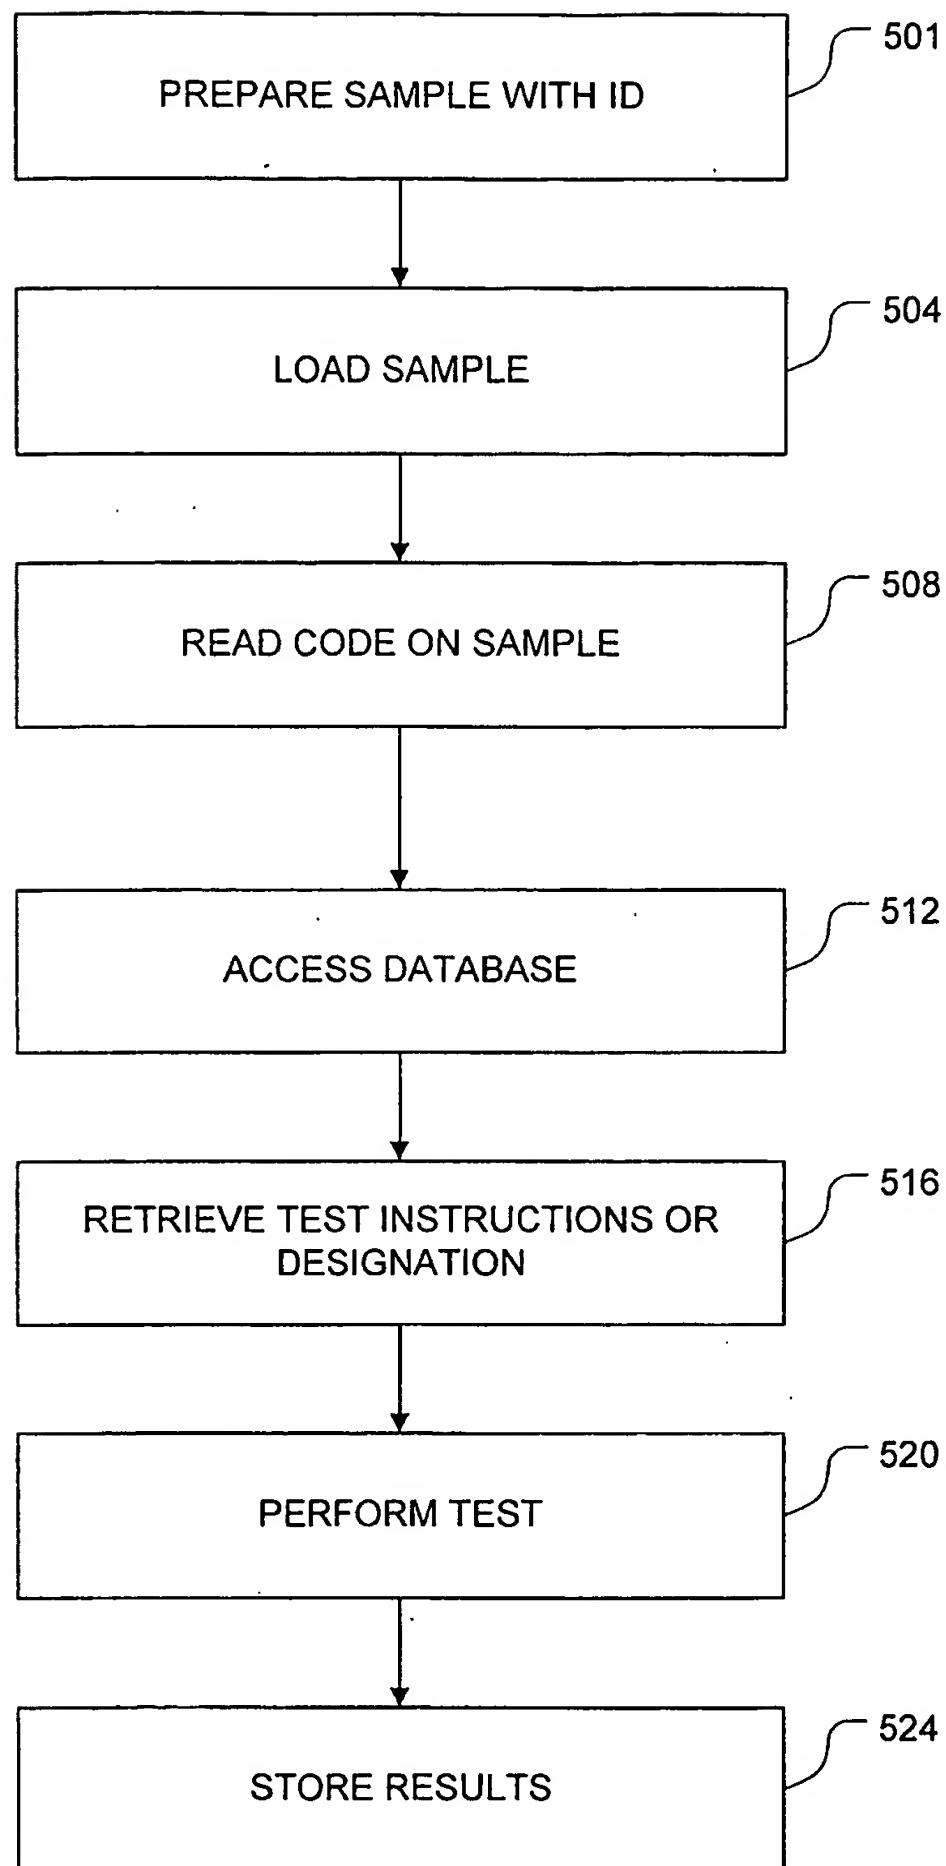 PREPARE SAMPLE WITH ID
501
LOAD SAMPLE
504
READ CODE ON SAMPLE
508
ACCESS DATABASE
512
RETRIEVE TEST INSTRUCTIONS OR
DESIGNATION
516
PERFORM TEST
520
STORE RESULTS
524